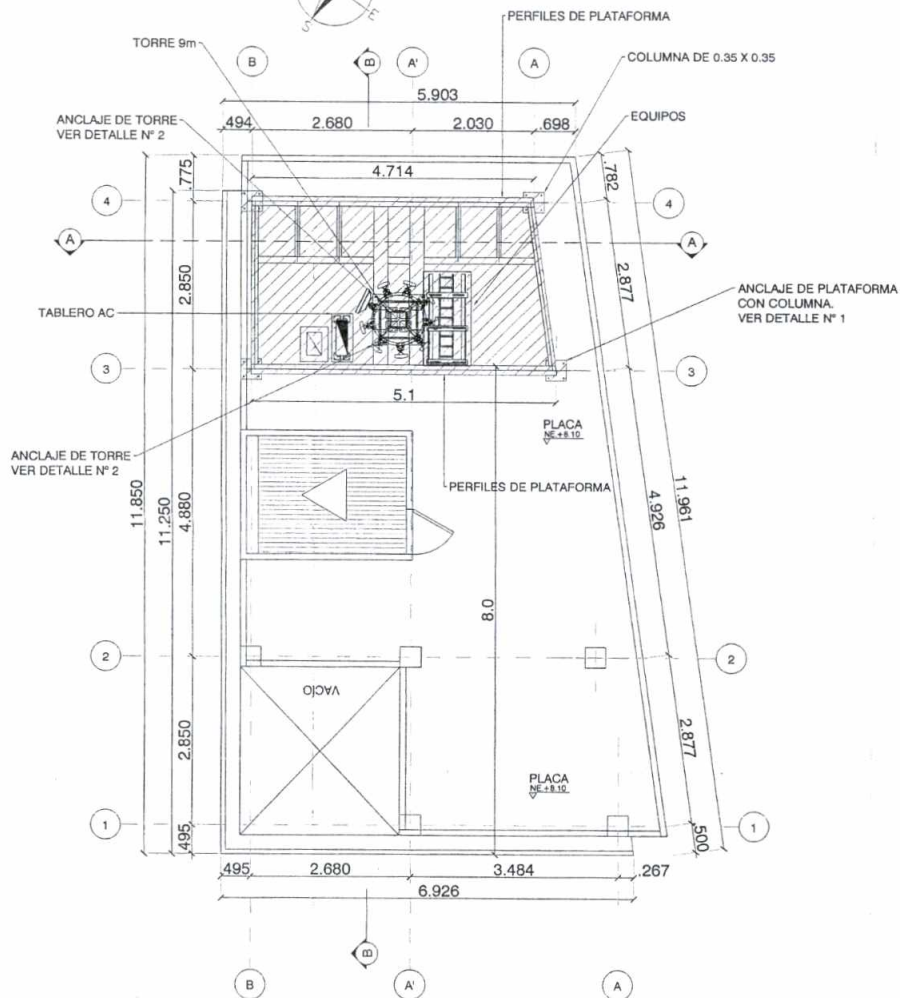 S
E
PERFILES DE PLATAFORMA
TORRE 9m
B
B
A'
A
COLUMNA DE 0.35 X 0.35
5.903
ANCLAJE DE TORRE
VER DETALLE N° 2
.494
2.680
2.030
.698
EQUIPOS
4.714
.775
.782
4
4
A
A
2.850
2.877
TABLERO AC
ANCLAJE DE PLATAFORMA
CON COLUMNA.
VER DETALLE N° 1
3
3
5.1
PLACA
NE.+8.10
ANCLAJE DE TORRE
VER DETALLE N° 2
PERFILES DE PLATAFORMA
11.850
11.250
4.880
4.926
11.961
8.0
2
2
VACÍO
2.850
2.877
PLACA
NE.+8.10
1
1
.495
.500
.495
2.680
3.484
.267
6.926
B
B
A'
A